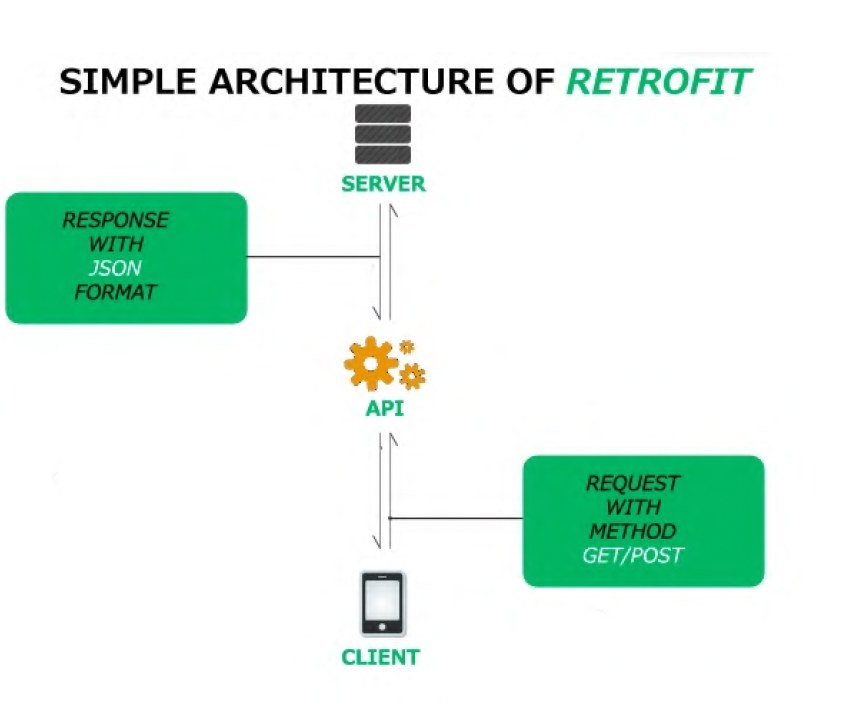 SIMPLE ARCHITECTURE OF RETROFIT
SERVER
RESPONSE
WITH
JSON
FORMAT
API
REQUEST
WITH
METHOD
GET/POST
CLIENT